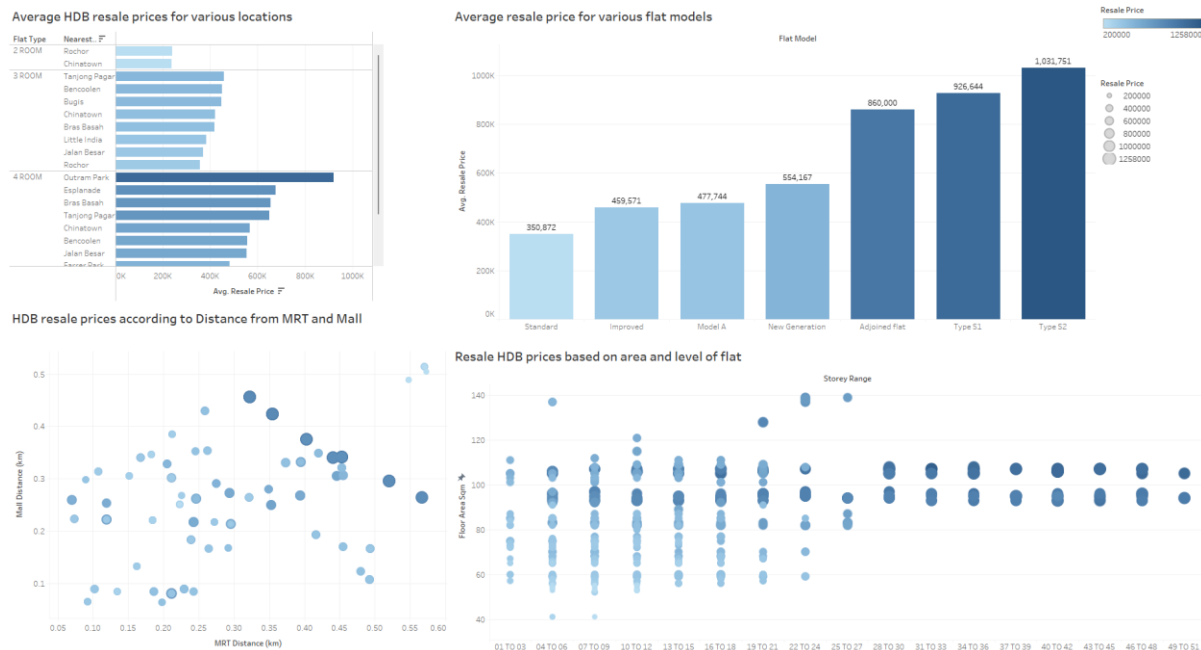 Average HDB resale prices for various locations
Flat Type Nearest..
2 ROOM Rochor
Chinatown
3 ROOM Tanjong Pagar
Bencoolen
Bugis
Chinatown
Bras Basah
Little India
Jalan Besar
Rochor
4 ROOM Outram Park
Esplanade
Bras Basah
Tanjong Pagar
Chinatown
Bencoolen
Jalan Besar
Farrer Park
0K 200K 400K 600K 800K 1000K
Avg. Resale Price
Average resale price for various flat models
Flat Model
1,031,751
926,644
860,000
554,167
477,744
459,571
350,872
1000K
800K
600K
400K
200K
0K
Avg. Resale Price
Standard Improved Model A New Generation Adjoined flat Type S1 Type S2
Resale Price
200000 1258000
Resale Price
200000
400000
600000
800000
1000000
1258000
HDB resale prices according to Distance from MRT and Mall
0.5
0.4
0.3
0.2
0.1
Mall Distance (km)
0.05 0.10 0.15 0.20 0.25 0.30 0.35 0.40 0.45 0.50 0.55 0.60
MRT Distance (km)
Resale HDB prices based on area and level of flat
Storey Range
140
120
100
80
60
40
Floor Area Sqm
01 TO 03 04 TO 06 07 TO 09 10 TO 12 13 TO 15 16 TO 18 19 TO 21 22 TO 24 25 TO 27 28 TO 30 31 TO 33 34 TO 36 37 TO 39 40 TO 42 43 TO 45 46 TO 48 49 TO 51